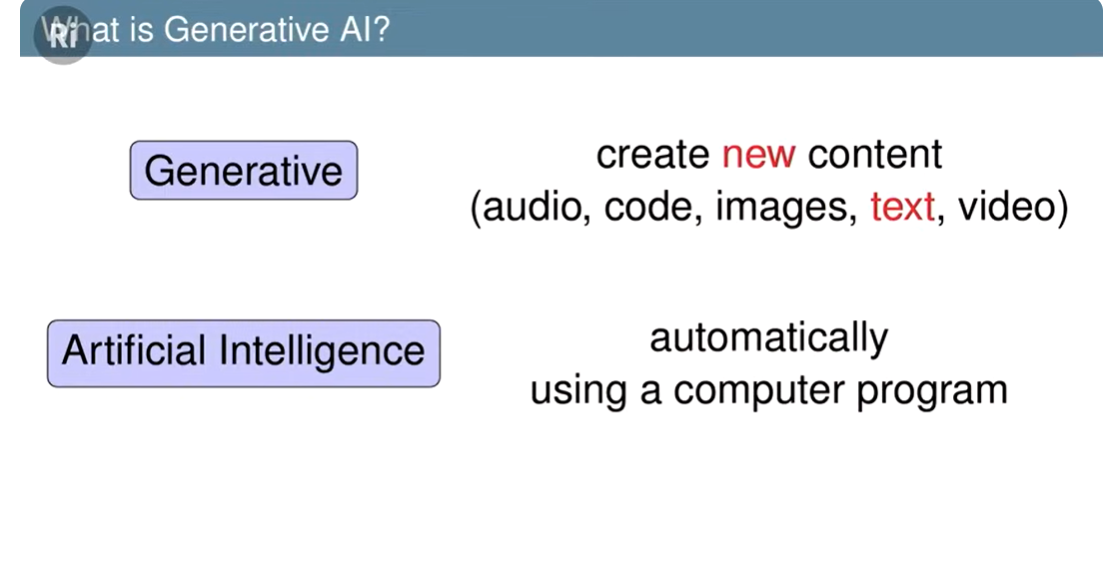 What is Generative AI?
Ri
Generative
create new content
(audio, code, images, text, video)
Artificial Intelligence
automatically
using a computer program